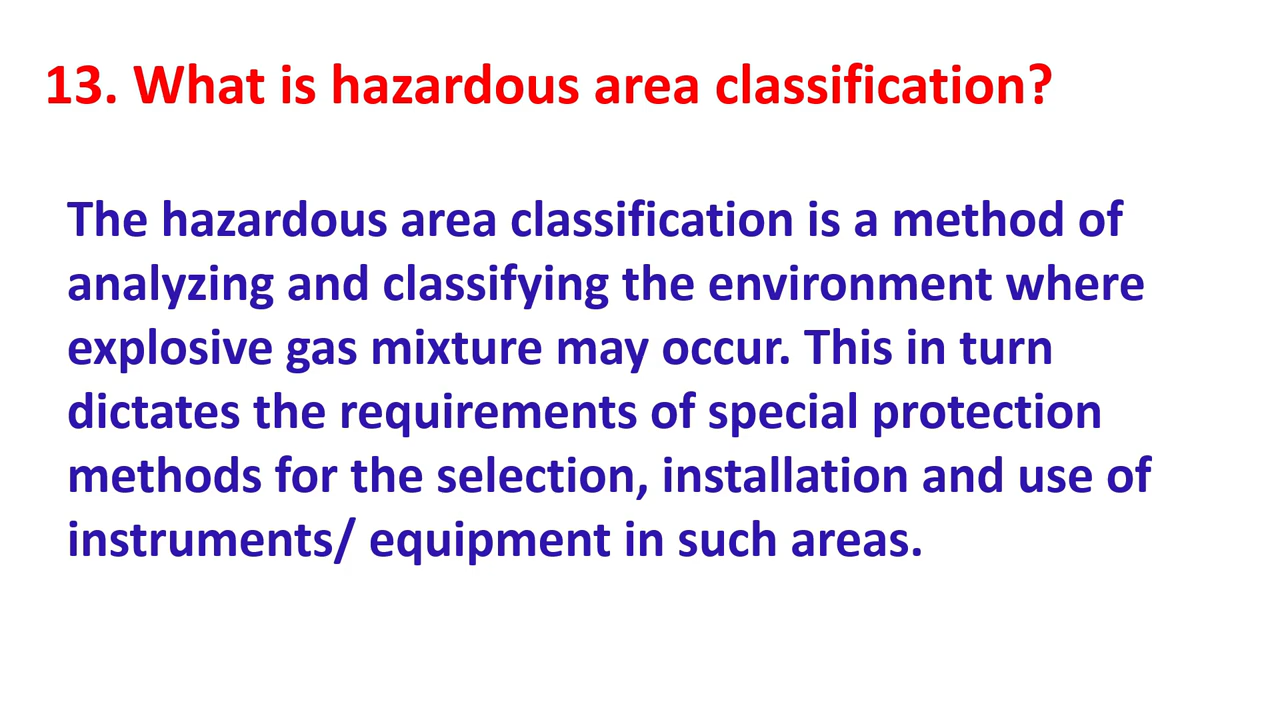 13. What is hazardous area classification?
The hazardous area classification is a method of
analyzing and classifying the environment where
explosive gas mixture may occur. This in turn
dictates the requirements of special protection
methods for the selection, installation and use of
instruments/ equipment in such areas.